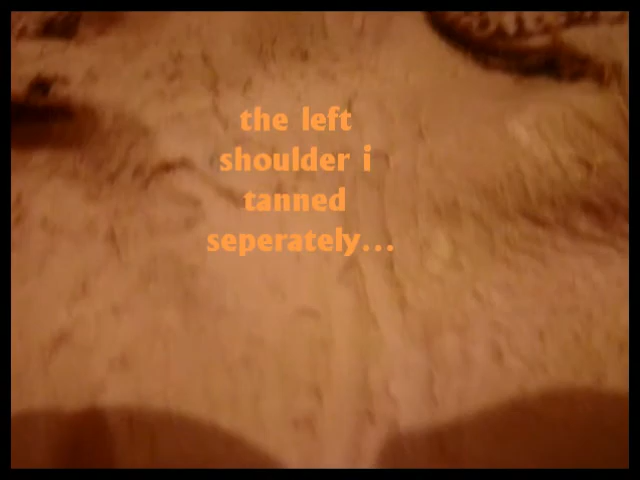 the left
shoulder i
tanned
seperately...